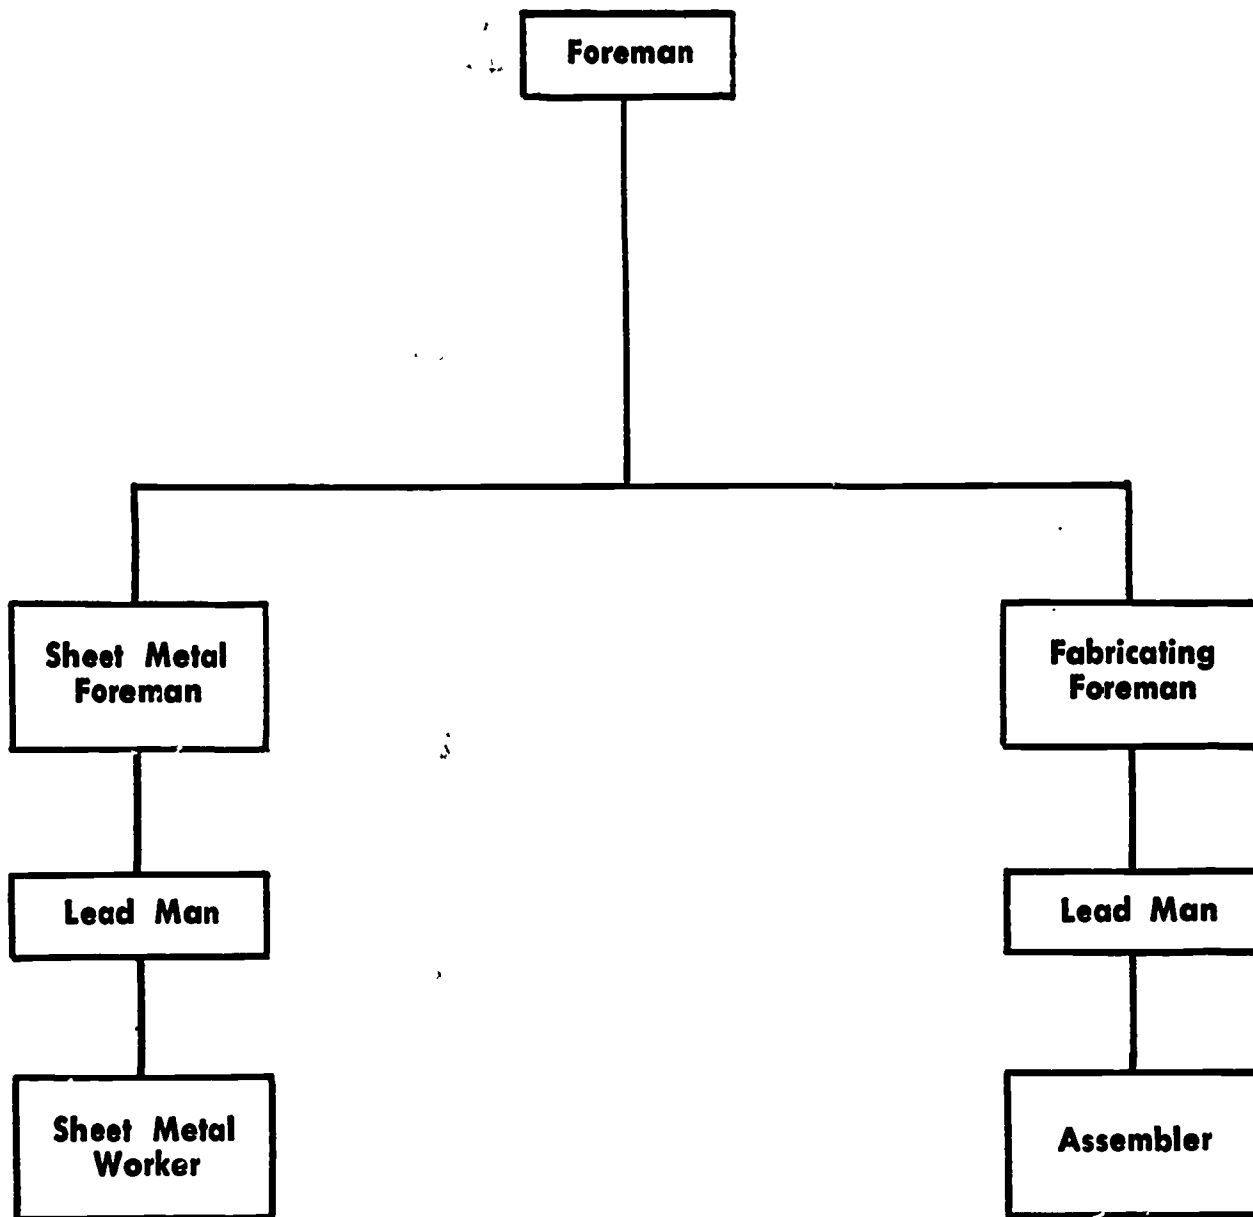 Foreman
Sheet Metal
Foreman
Fabricating
Foreman
Lead Man
Lead Man
Sheet Metal
Worker
Assembler